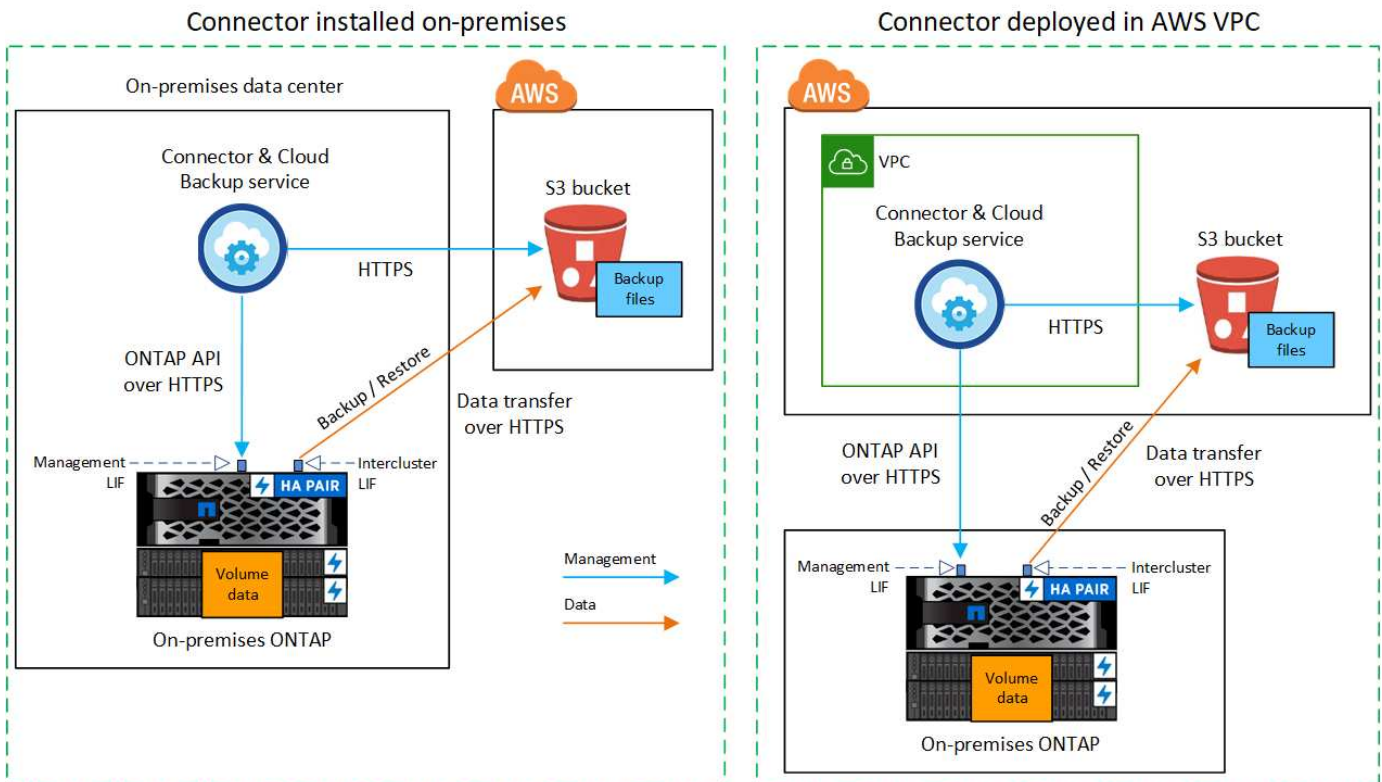 Connector installed on-premises
On-premises data center
AWS
Connector & Cloud
Backup service
S3 bucket
HTTPS
Backup
files
ONTAP API
over HTTPS
Backup / Restore
Data transfer
over HTTPS
Management
LIF
Intercluster
LIF
HA PAIR
Volume
data
On-premises ONTAP
Management
Data
Connector deployed in AWS VPC
AWS
VPC
Connector & Cloud
Backup service
S3 bucket
HTTPS
Backup
files
ONTAP API
over HTTPS
Backup / Restore
Data transfer
over HTTPS
Management
LIF
Intercluster
LIF
HA PAIR
Volume
data
On-premises ONTAP